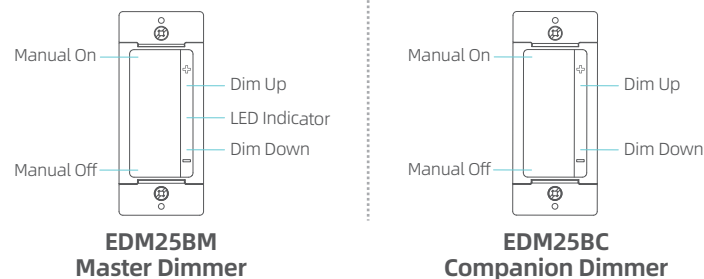 Manual On
Dim Up
LED Indicator
Dim Down
Manual Off
EDM25BM
Master Dimmer
Manual On
Dim Up
Dim Down
Manual Off
EDM25BC
Companion Dimmer